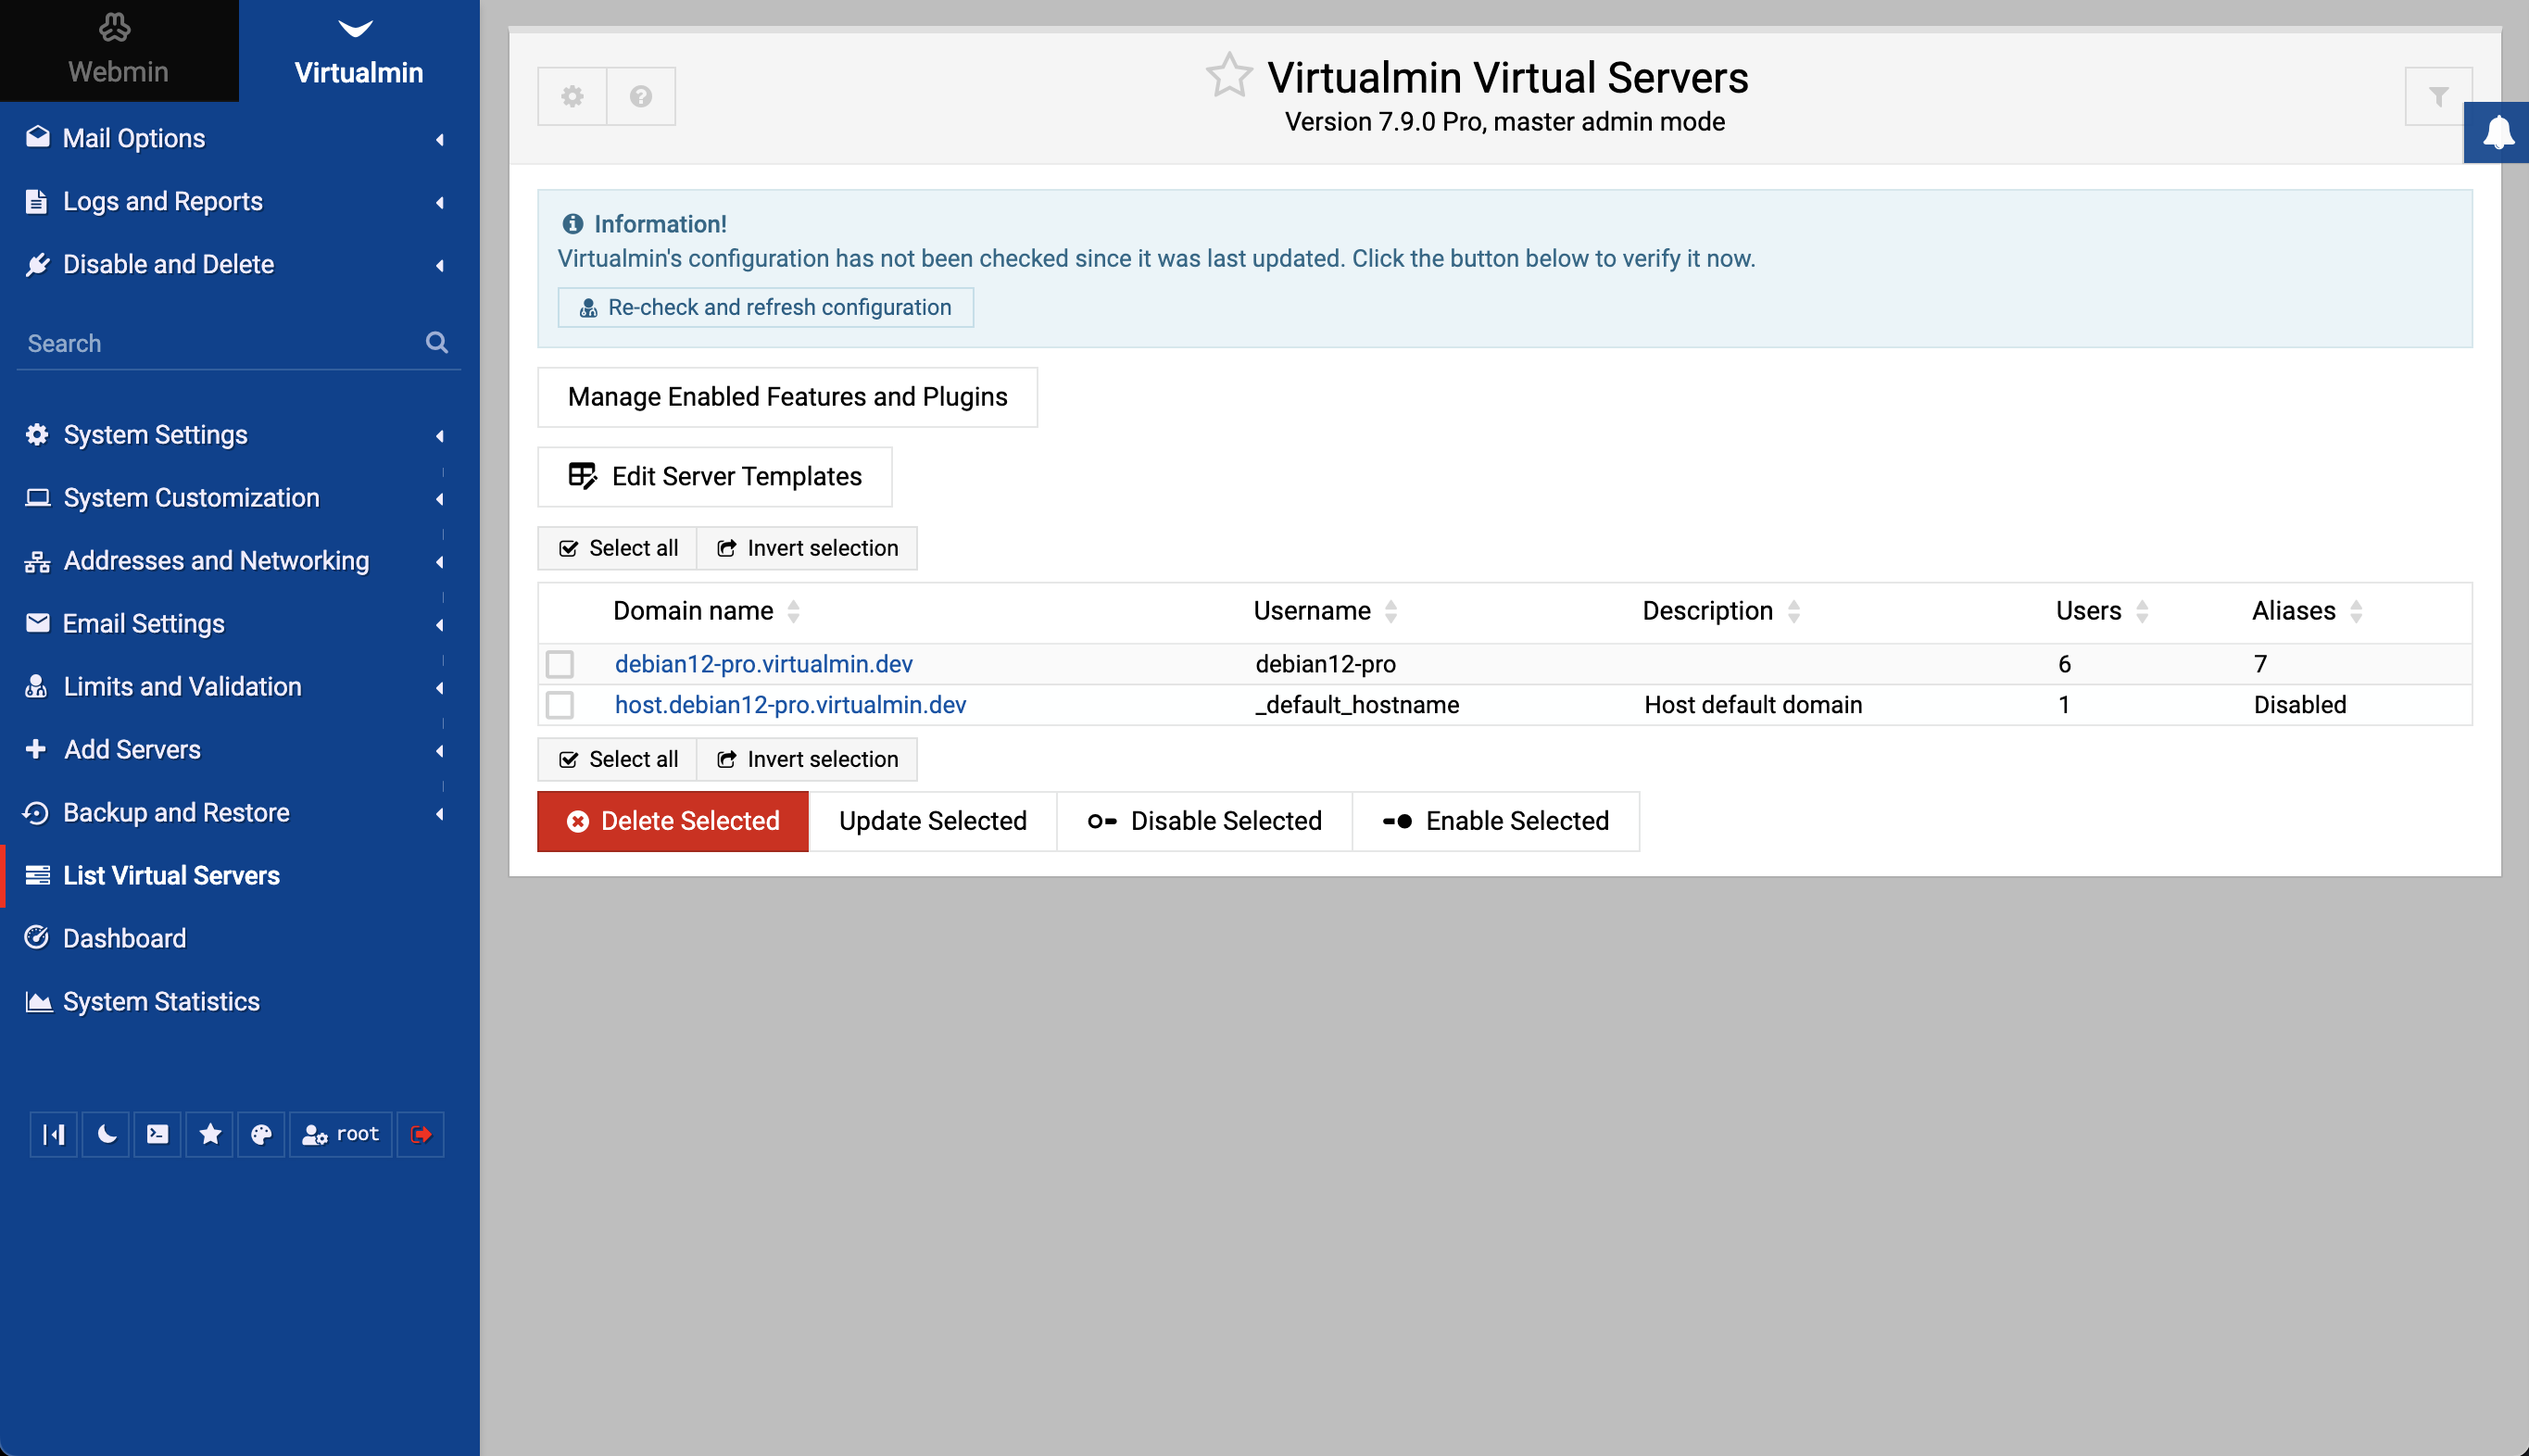 Webmin
Virtualmin
Mail Options
Logs and Reports
Disable and Delete
Search
System Settings
System Customization
Addresses and Networking
Email Settings
Limits and Validation
Add Servers
Backup and Restore
List Virtual Servers
Dashboard
System Statistics
root
Virtualmin Virtual Servers
Version 7.9.0 Pro, master admin mode
Information!
Virtualmin's configuration has not been checked since it was last updated. Click the button below to verify it now.
Re-check and refresh configuration
Manage Enabled Features and Plugins
Edit Server Templates
Select all Invert selection
Domain name Username Description Users Aliases
debian12-pro.virtualmin.dev debian12-pro 6 7
host.debian12-pro.virtualmin.dev _default_hostname Host default domain 1 Disabled
Select all Invert selection
Delete Selected Update Selected Disable Selected Enable Selected